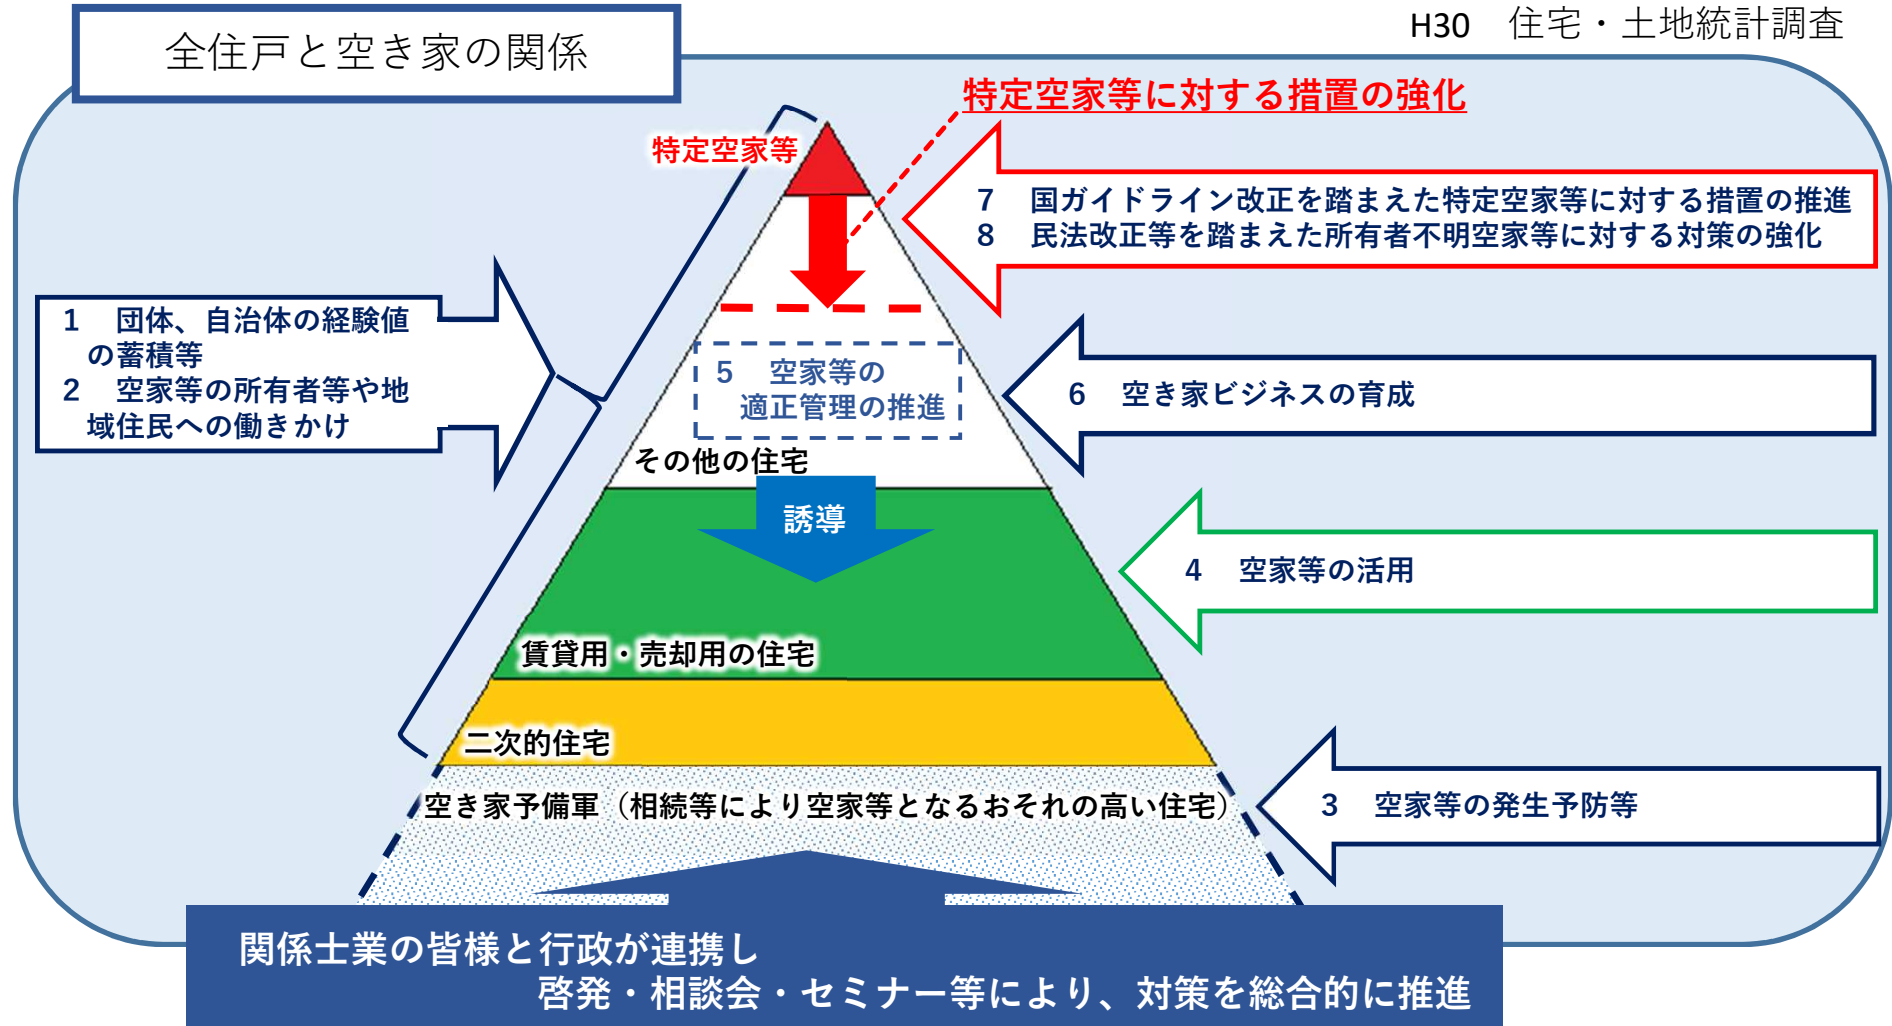 全住戸と空き家の関係
H30　住宅・土地統計調査
特定空家等に対する措置の強化
特定空家等
7　国ガイドライン改正を踏まえた特定空家等に対する措置の推進
8　民法改正等を踏まえた所有者不明空家等に対する対策の強化
1　団体、自治体の経験値
の蓄積等
2　空家等の所有者等や地
域住民への働きかけ
5　空家等の
適正管理の推進
6　空き家ビジネスの育成
その他の住宅
誘導
4　空家等の活用
賃貸用・売却用の住宅
二次的住宅
空き家予備軍（相続等により空家等となるおそれの高い住宅）
3　空家等の発生予防等
関係士業の皆様と行政が連携し
啓発・相談会・セミナー等により、対策を総合的に推進